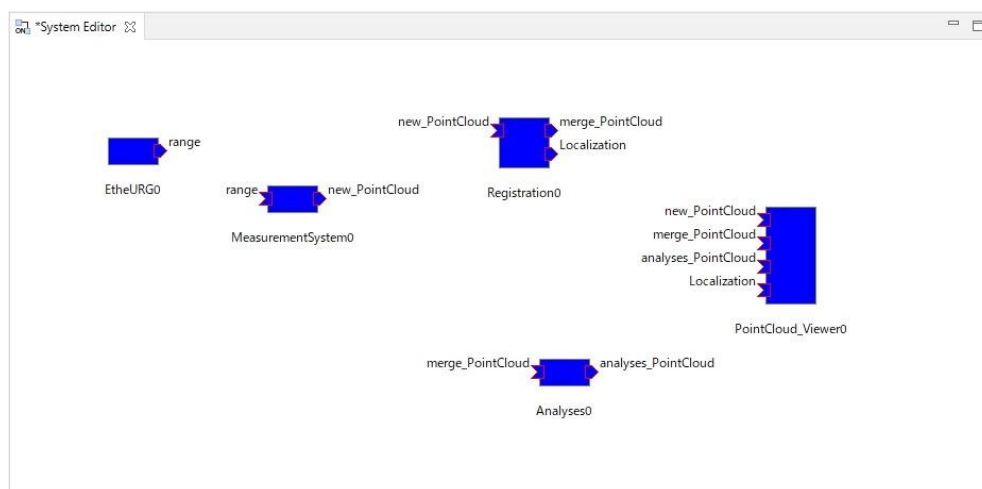 ON
*System Editor
new_PointCloud
merge_PointCloud
Localization
Registration0
range
EtheURG0
range
new_PointCloud
MeasurementSystem0
new_PointCloud
merge_PointCloud
analyses_PointCloud
Localization
PointCloud_Viewer0
merge_PointCloud
analyses_PointCloud
Analyses0